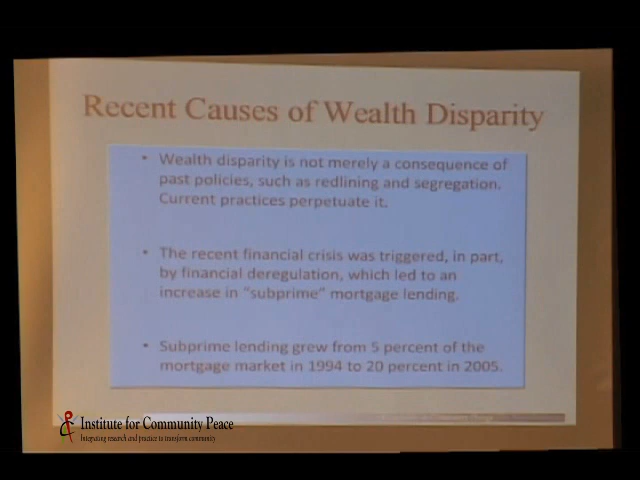 Recent Causes of Wealth Disparity
• Wealth disparity is not merely a consequence of
past policies, such as redlining and segregation.
Current practices perpetuate it.
• The recent financial crisis was triggered, in part,
by financial deregulation, which led to an
increase in “subprime” mortgage lending.
• Subprime lending grew from 5 percent of the
mortgage market in 1994 to 20 percent in 2005.
Institute for Community Peace
Integrating research and practice to transform community